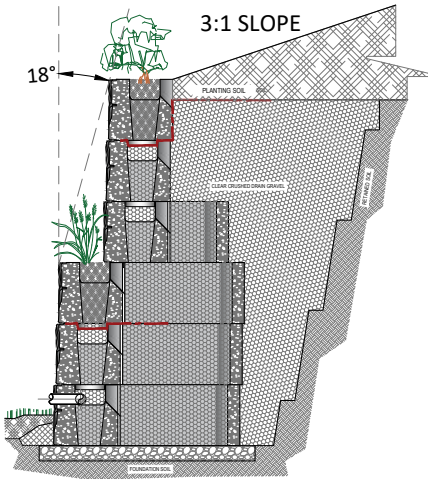 3:1 SLOPE
18°
PLANTING SOIL
CLEAR CRUSHED DRAIN GRAVEL
RETAINED SOIL
FOUNDATION SOIL